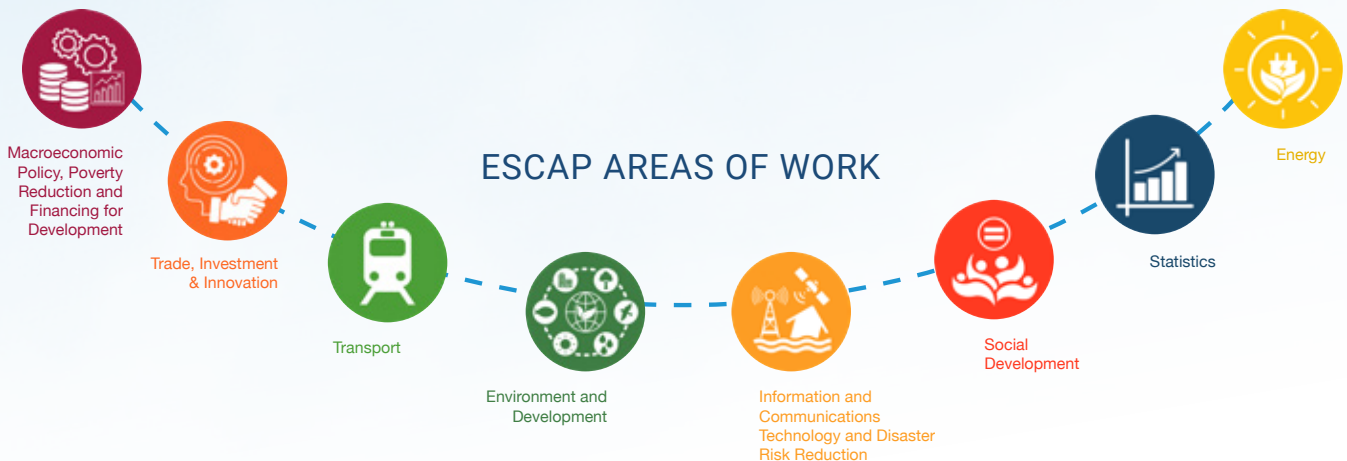 ESCAP AREAS OF WORK
Macroeconomic
Policy, Poverty
Reduction and
Financing for
Development
Trade, Investment
& Innovation
Transport
Environment and
Development
Information and
Communications
Technology and Disaster
Risk Reduction
Social
Development
Statistics
Energy